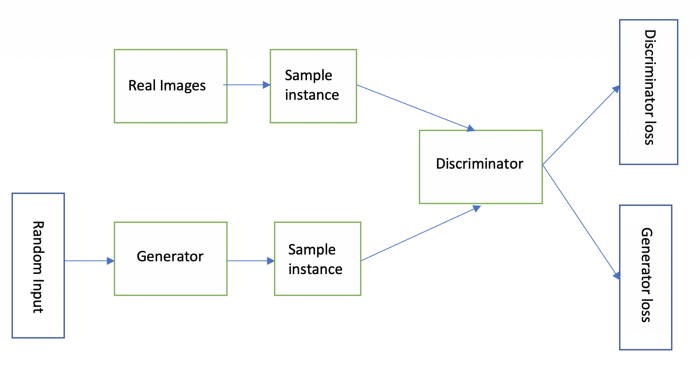 Real Images
Sample
instance
Discriminator
Discriminator loss
Random Input
Generator
Sample
instance
Generator loss